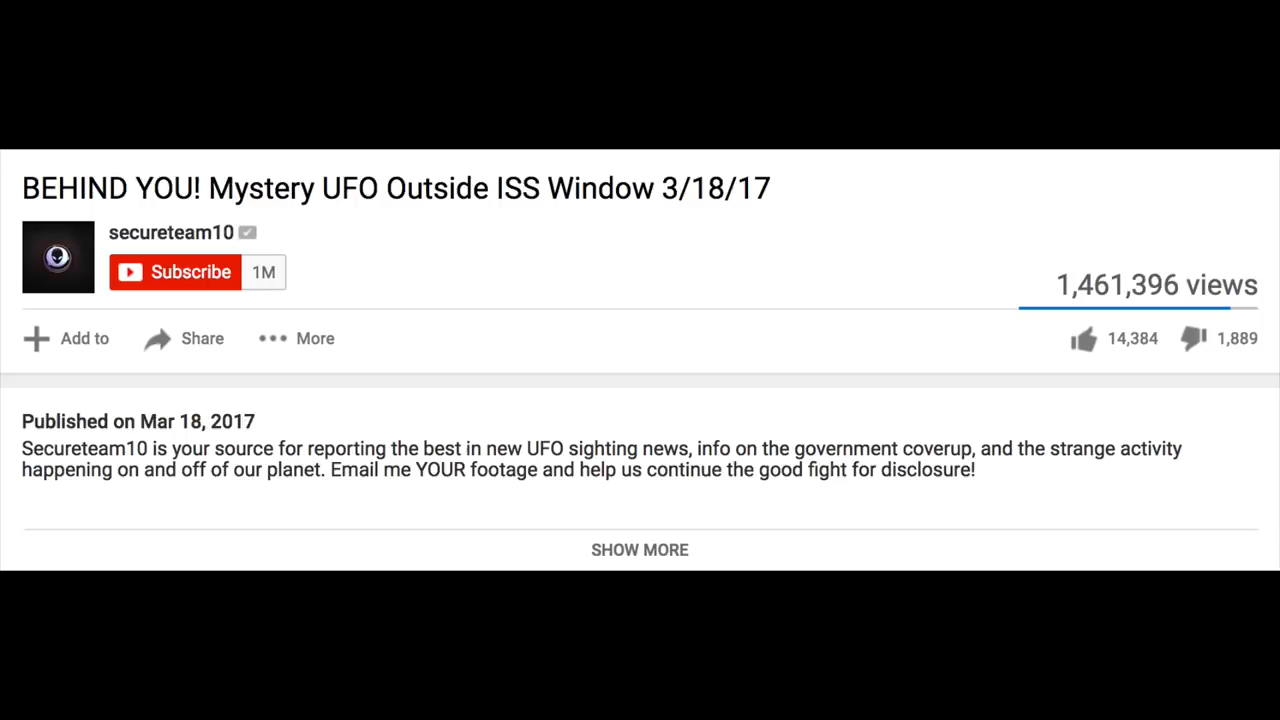 BEHIND YOU! Mystery UFO Outside ISS Window 3/18/17
secureteam10
Subscribe 1M
1,461,396 views
Add to Share More 14,384 1,889
Published on Mar 18, 2017
Secureteam10 is your source for reporting the best in new UFO sighting news, info on the government coverup, and the strange activity
happening on and off of our planet. Email me YOUR footage and help us continue the good fight for disclosure!
SHOW MORE